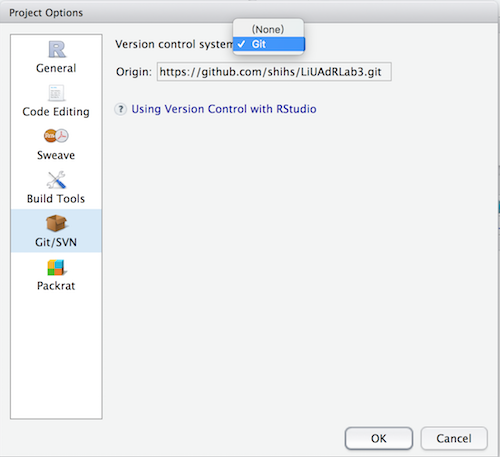 Project Options
(None)
Version control system
✓ Git
Origin: https://github.com/shihs/LiUAdRLab3.git
? Using Version Control with RStudio
R
General
Code Editing
Sweave
Build Tools
Git/SVN
Packrat
OK Cancel